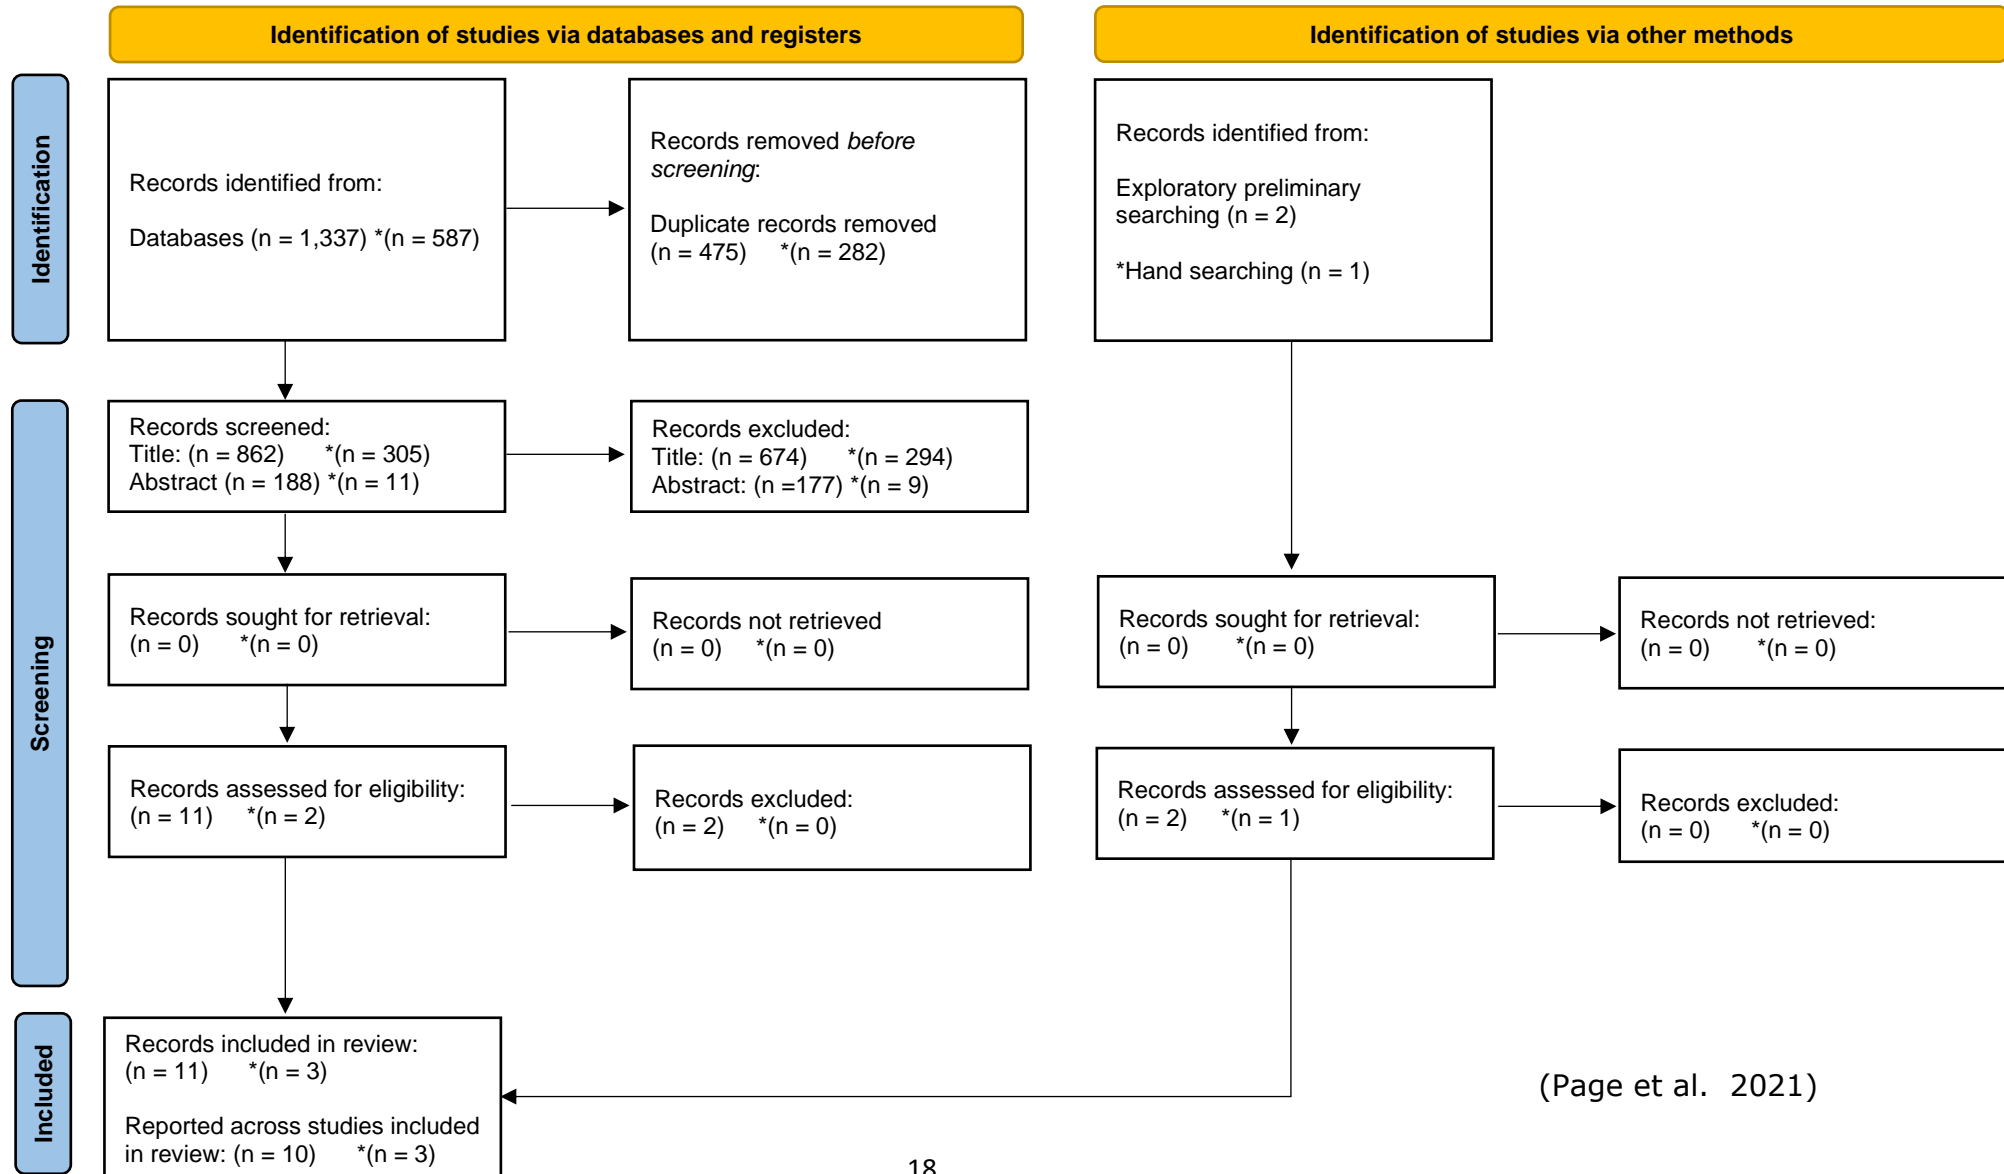 Identification of studies via databases and registers
Identification of studies via other methods
Identification
Records identified from:
Databases (n = 1,337) *(n = 587)
Records removed before
screening:
Duplicate records removed
(n = 475) *(n = 282)
Records identified from:
Exploratory preliminary
searching (n = 2)
*Hand searching (n = 1)
Screening
Records screened:
Title: (n = 862) *(n = 305)
Abstract (n = 188) *(n = 11)
Records excluded:
Title: (n = 674) *(n = 294)
Abstract: (n =177) *(n = 9)
Records sought for retrieval:
(n = 0) *(n = 0)
Records not retrieved
(n = 0) *(n = 0)
Records sought for retrieval:
(n = 0) *(n = 0)
Records not retrieved:
(n = 0) *(n = 0)
Records assessed for eligibility:
(n = 11) *(n = 2)
Records excluded:
(n = 2) *(n = 0)
Records assessed for eligibility:
(n = 2) *(n = 1)
Records excluded:
(n = 0) *(n = 0)
Included
Records included in review:
(n = 11) *(n = 3)
Reported across studies included
in review: (n = 10) *(n = 3)
(Page et al. 2021)
18